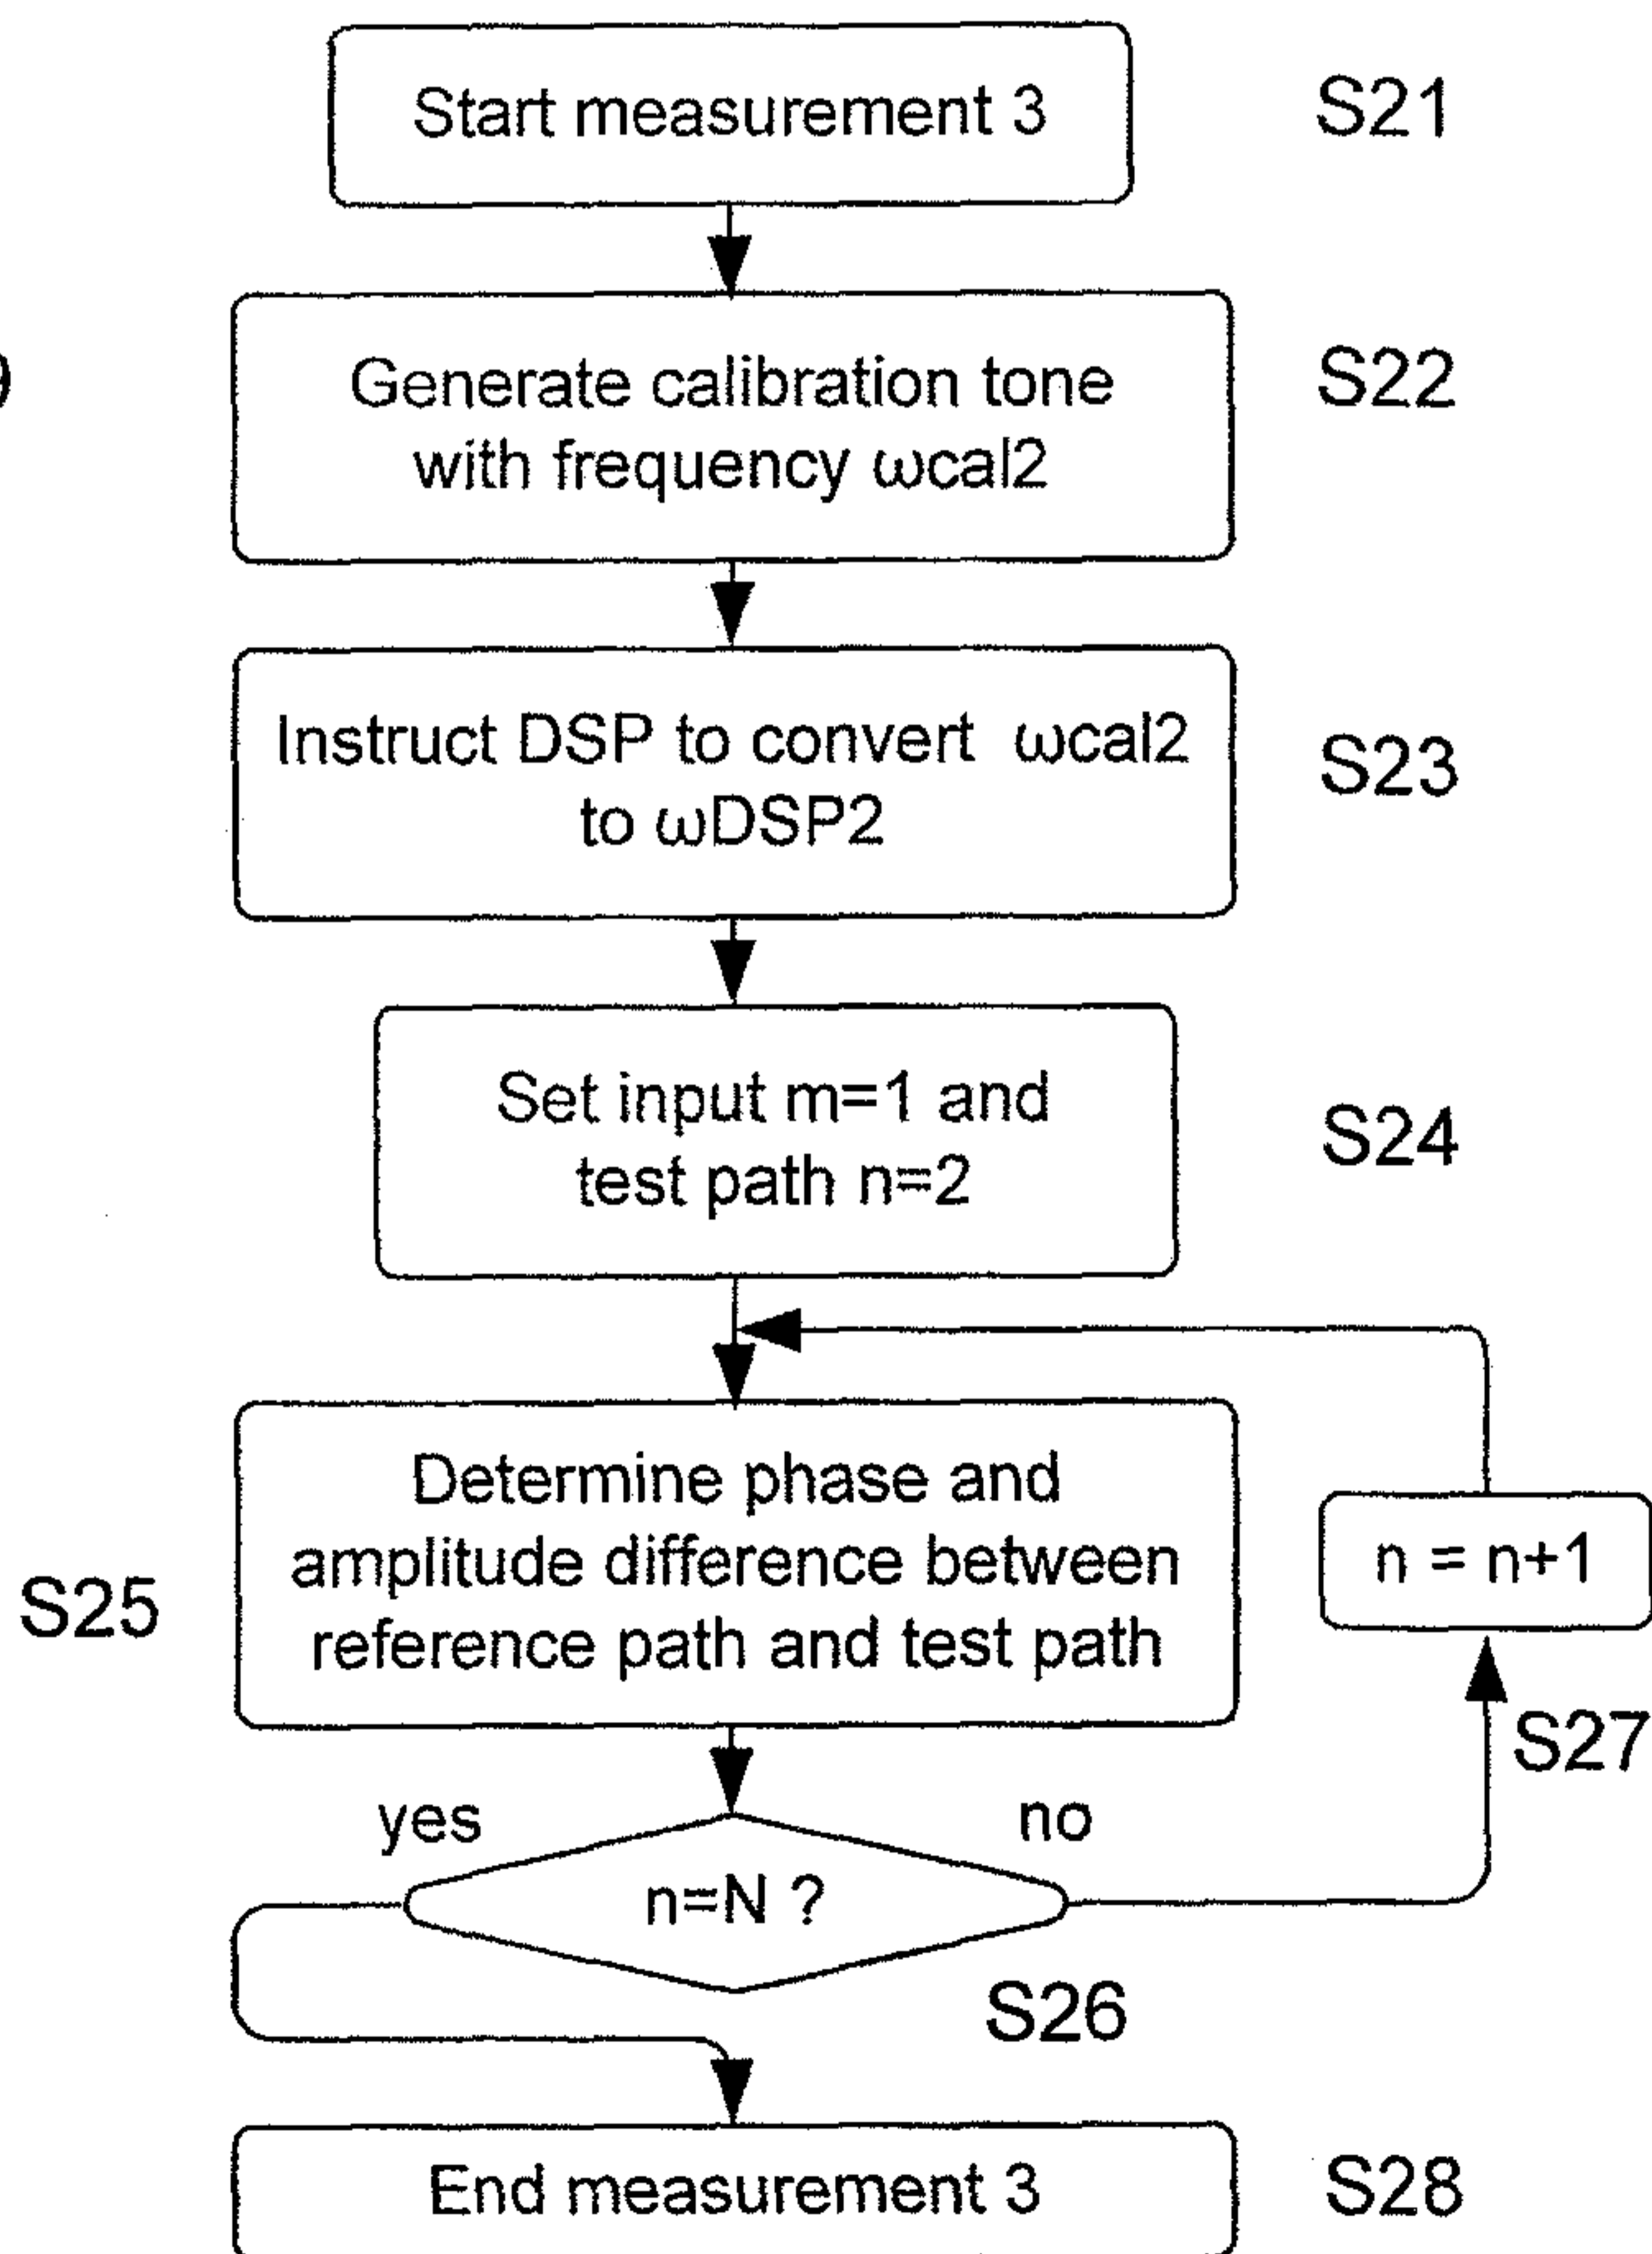 Start measurement 3
S21
Generate calibration tone
with frequency ωcal2
S22
Instruct DSP to convert ωcal2
to ωDSP2
S23
Set input m=1 and
test path n=2
S24
Determine phase and
amplitude difference between
reference path and test path
S25
n = n+1
S27
yes
no
n=N ?
S26
End measurement 3
S28